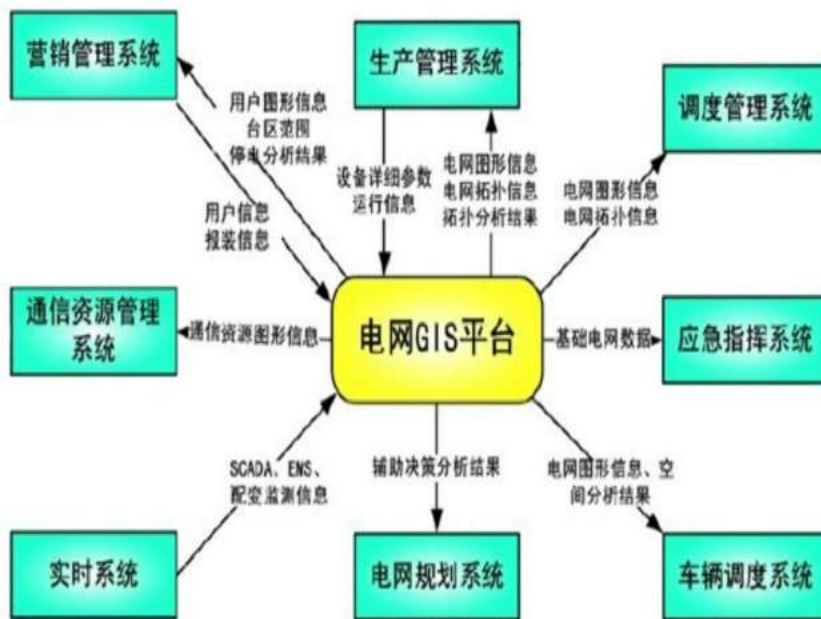 营销管理系统
生产管理系统
调度管理系统
用户图形信息
台区范围
停电分析结果
设备详细参数
运行信息
电网图形信息
电网拓扑信息
拓扑分析结果
电网图形信息
电网拓扑信息
用户信息
报装信息
通信资源管理
系统
通信资源图形信息
电网GIS平台
基础电网数据
应急指挥系统
SCADA、ENS、
配变监测信息
辅助决策分析结果
电网图形信息、空
间分析结果
实时系统
电网规划系统
车辆调度系统